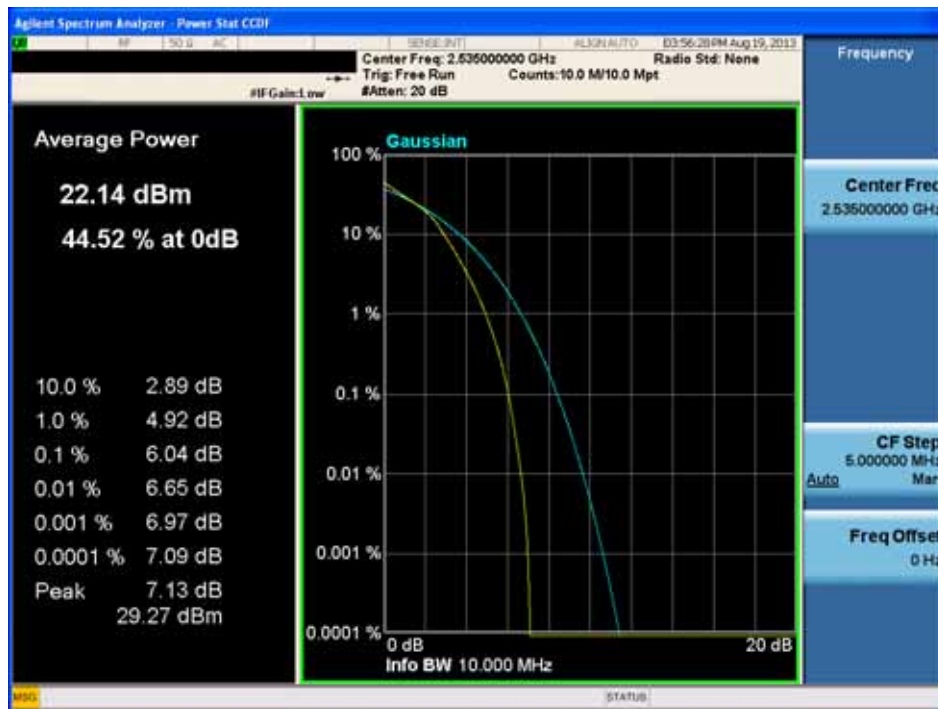 Agilent Spectrum Analyzer - Power Stat CCDF
RF 50 Ω AC SENSE:INT ALIGN AUTO 03:56:28 PM Aug 19, 2013
Center Freq: 2.535000000 GHz Radio Std: None
Trig: Free Run Counts:10.0 M/10.0 Mpt
#IFGain:Low #Atten: 20 dB
Frequency
Average Power
22.14 dBm
44.52 % at 0dB
10.0 % 2.89 dB
1.0 % 4.92 dB
0.1 % 6.04 dB
0.01 % 6.65 dB
0.001 % 6.97 dB
0.0001 % 7.09 dB
Peak 7.13 dB
29.27 dBm
Gaussian
100 %
10 %
1 %
0.1 %
0.01 %
0.001 %
0.0001 %
0 dB 20 dB
Info BW 10.000 MHz
Center Freq
2.535000000 GHz
CF Step
5.000000 MHz
Auto Man
Freq Offset
0 Hz
MSG STATUS